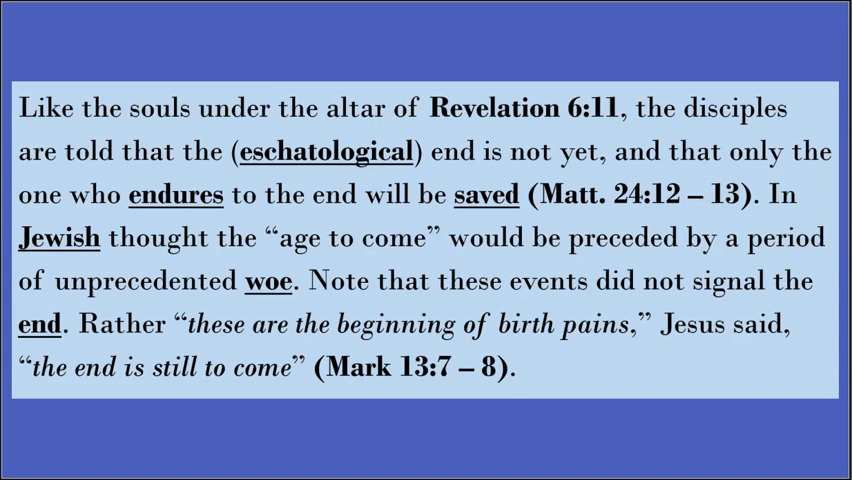 Like the souls under the altar of Revelation 6:11, the disciples
are told that the (eschatological) end is not yet, and that only the
one who endures to the end will be saved (Matt. 24:12 – 13). In
Jewish thought the “age to come” would be preceded by a period
of unprecedented woe. Note that these events did not signal the
end. Rather “these are the beginning of birth pains,” Jesus said,
“the end is still to come” (Mark 13:7 – 8).